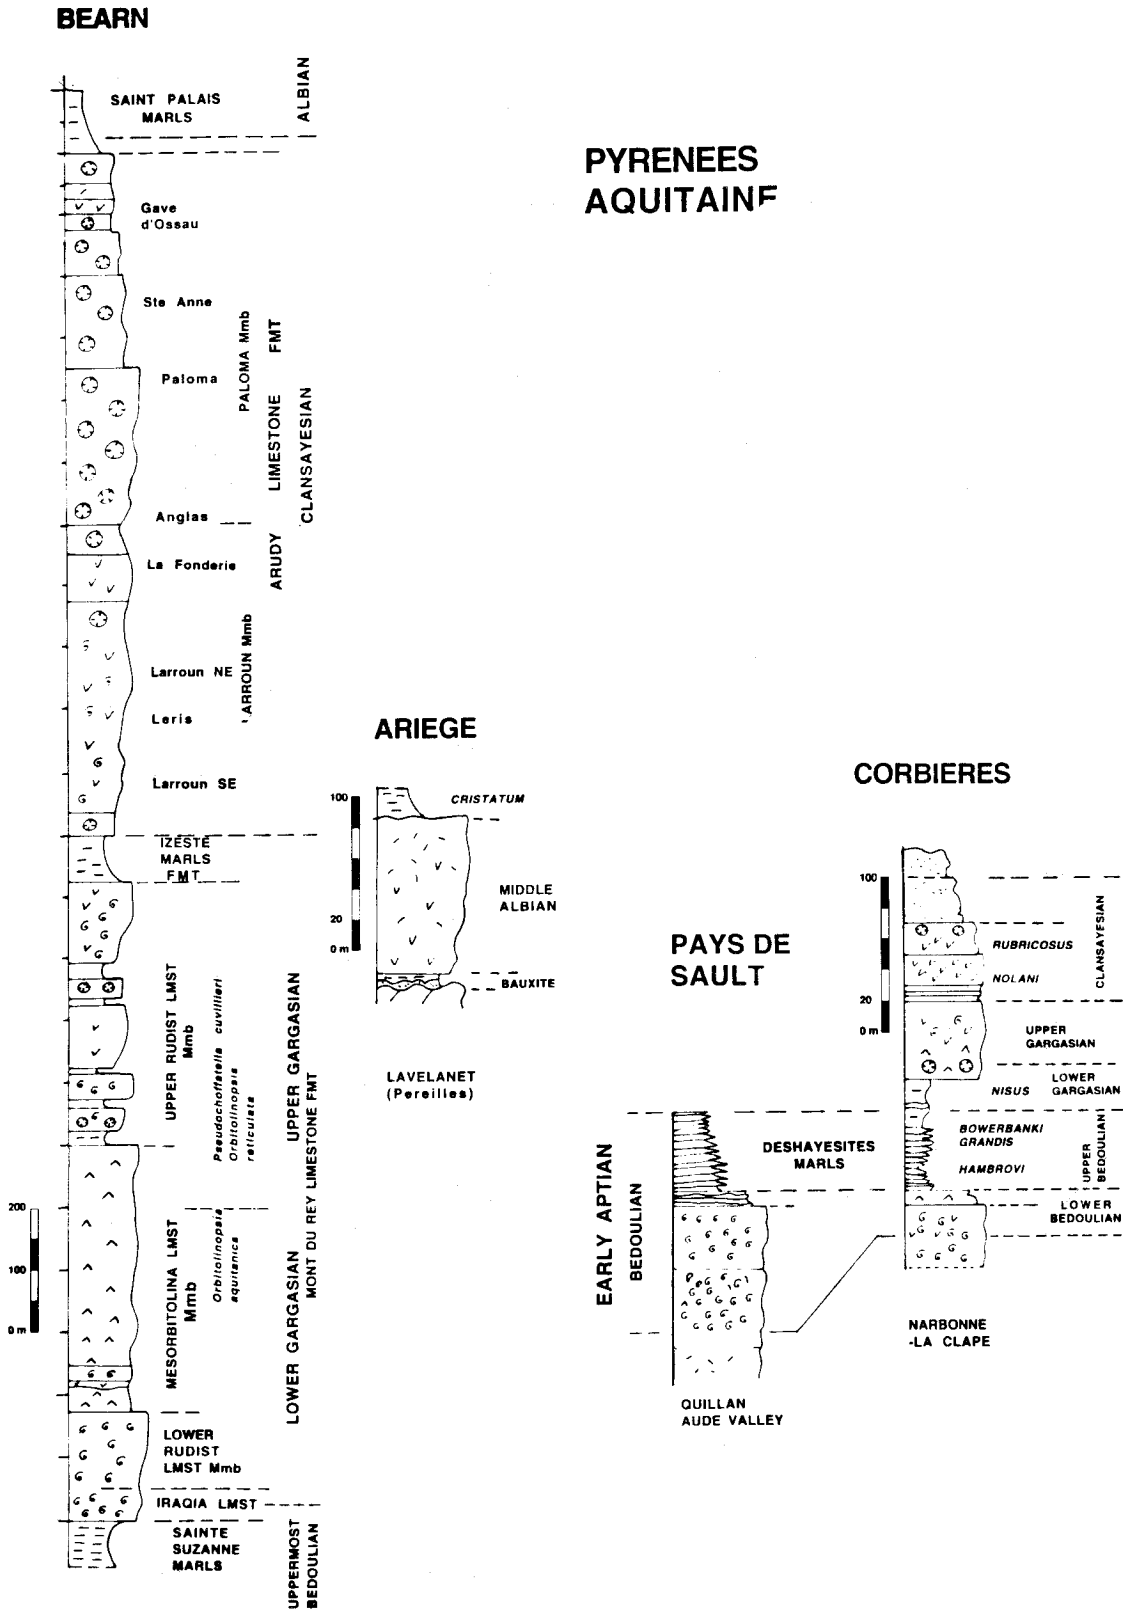 BEARN
SAINT PALAIS
MARLS
ALBIAN
Gave
d'Ossau
Ste Anne
Paloma
PALOMA Mmb
Anglas
La Fonderie
Larroun NE
Leris
Larroun SE
LARROUN Mmb
ARUDY LIMESTONE FMT
CLANSAYESIAN
IZESTE
MARLS
FMT
UPPER RUDIST LMST
Mmb
Pseudochoffatella cuvillieri
Orbitolinopsis
reticulata
UPPER GARGASIAN
MONT DU REY LIMESTONE FMT
200
100
0 m
MESORBITOLINA LMST
Mmb
Orbitolinopsis
aquitanica
LOWER GARGASIAN
LOWER
RUDIST
LMST Mmb
IRAQIA LMST
SAINTE
SUZANNE
MARLS
UPPERMOST
BEDOULIAN
PYRENEES
AQUITAINE
ARIEGE
100
20
0 m
CRISTATUM
MIDDLE
ALBIAN
BAUXITE
LAVELANET
(Pereilles)
PAYS DE
SAULT
EARLY APTIAN
BEDOULIAN
DESHAYESITES
MARLS
QUILLAN
AUDE VALLEY
CORBIERES
100
20
0 m
RUBRICOSUS
NOLANI
CLANSAYESIAN
UPPER
GARGASIAN
NISUS
LOWER
GARGASIAN
BOWERBANKI
GRANDIS
HAMBROVI
UPPER
BEDOULIAN
LOWER
BEDOULIAN
NARBONNE
-LA CLAPE